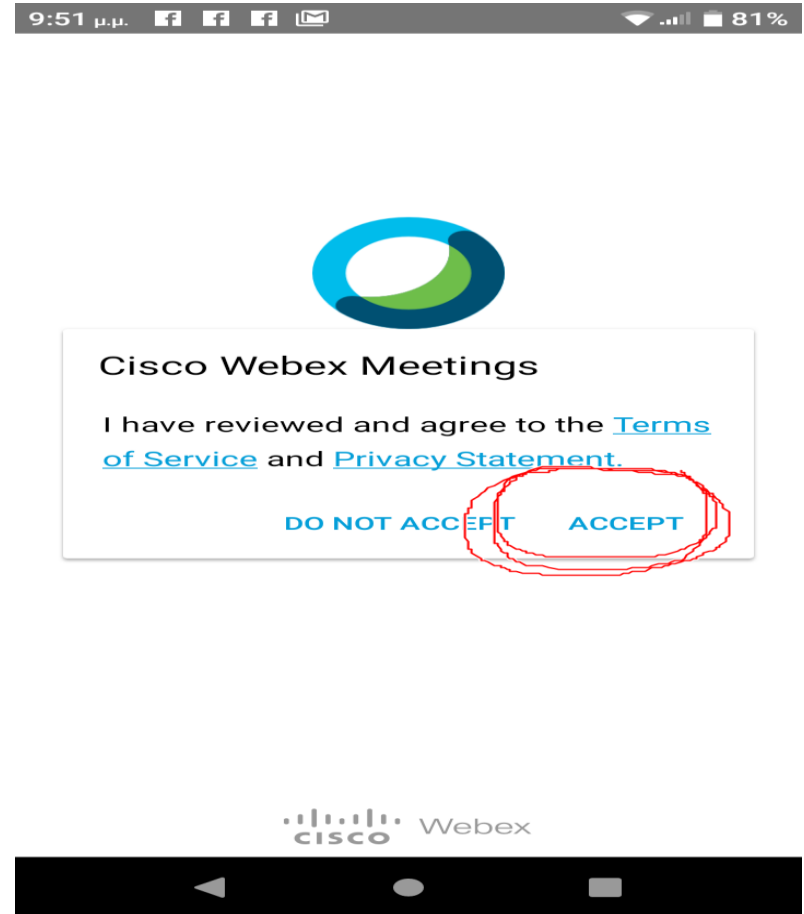 9:51 μ.μ. 81%
Cisco Webex Meetings
I have reviewed and agree to the Terms
of Service and Privacy Statement.
DO NOT ACCEPT ACCEPT
CISCO Webex